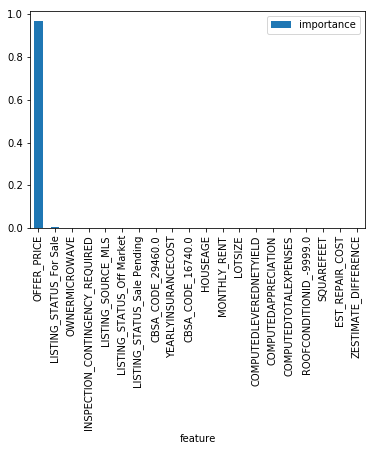 1.0
0.8
0.6
0.4
0.2
0.0
importance
OFFER_PRICE
LISTING_STATUS_For Sale
OWNERMICROWAVE
INSPECTION_CONTINGENCY_REQUIRED
LISTING_SOURCE_MLS
LISTING_STATUS_Off Market
LISTING_STATUS_Sale Pending
CBSA_CODE_29460.0
YEARLYINSURANCECOST
CBSA_CODE_16740.0
HOUSEAGE
MONTHLY_RENT
LOTSIZE
COMPUTEDLEVEREDNETYIELD
COMPUTEDAPPRECIATION
COMPUTEDTOTALEXPENSES
ROOFCONDITIONID_-9999.0
SQUAREFEET
EST_REPAIR_COST
ZESTIMATE_DIFFERENCE
feature